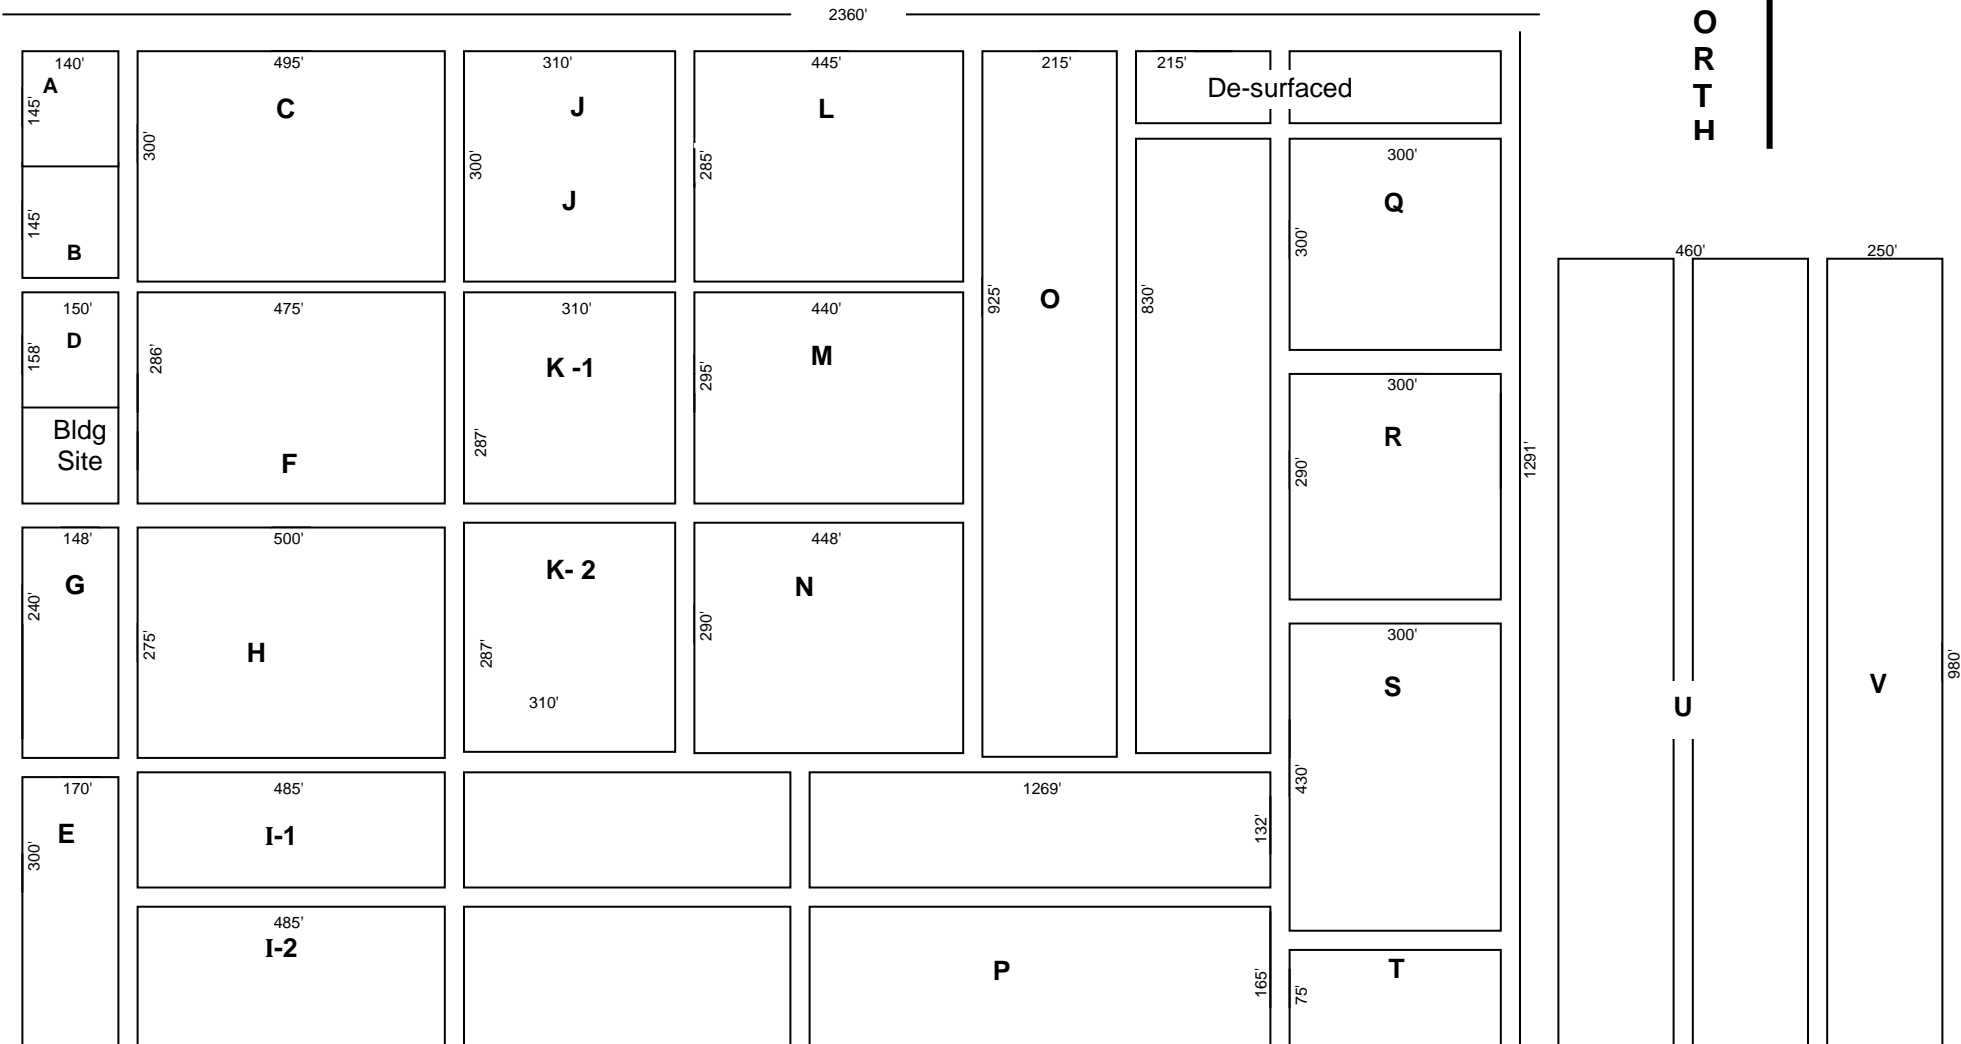 2360'
O
R
T
H
140'
A
145'
145'
B
495'
C
300'
310'
J
300'
J
445'
L
285'
215'
O
925'
215'
De-surfaced
830'
300'
Q
300'
150'
D
158'
Bldg
Site
475'
286'
F
310'
K -1
287'
440'
M
295'
300'
R
290'
1291'
460'
U
250'
V
980'
148'
G
240'
500'
H
275'
K- 2
287'
310'
448'
N
290'
300'
S
430'
170'
E
300'
485'
I-1
1269'
132'
485'
I-2
P
165'
T
75'